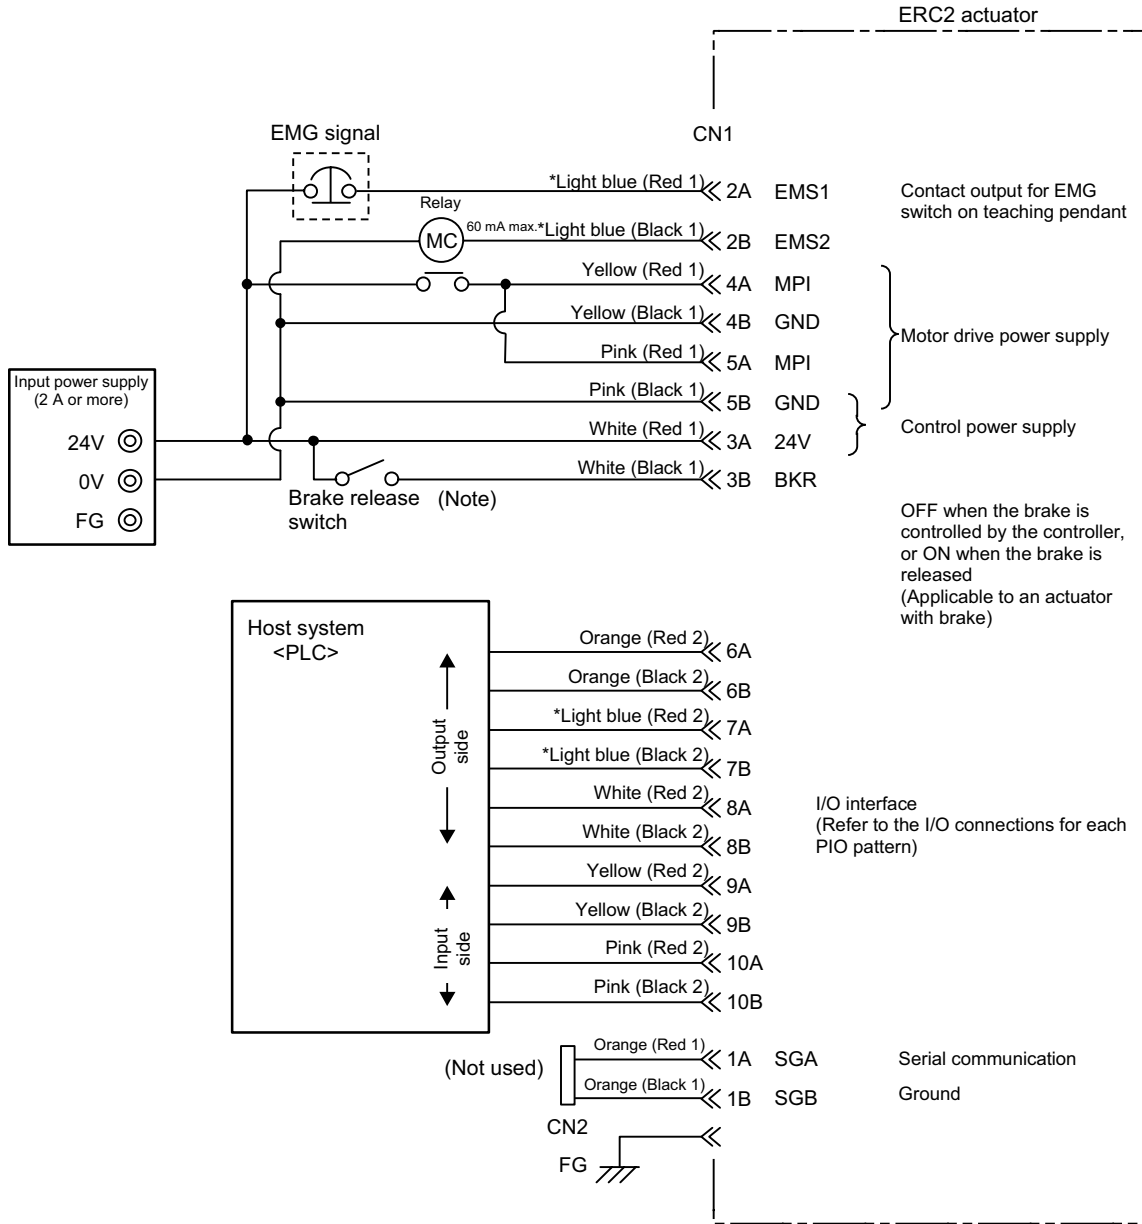 ERC2 actuator
CN1
EMG signal
*Light blue (Red 1) 2A EMS1
Contact output for EMG
switch on teaching pendant
Relay
MC
60 mA max.*Light blue (Black 1) 2B EMS2
Yellow (Red 1) 4A MPI
Yellow (Black 1) 4B GND
Motor drive power supply
Pink (Red 1) 5A MPI
Input power supply
(2 A or more)
24V
0V
FG
Pink (Black 1) 5B GND
Control power supply
White (Red 1) 3A 24V
White (Black 1) 3B BKR
Brake release
switch
(Note)
OFF when the brake is
controlled by the controller,
or ON when the brake is
released
(Applicable to an actuator
with brake)
Host system
<PLC>
Output
side
Input
side
Orange (Red 2) 6A
Orange (Black 2) 6B
*Light blue (Red 2) 7A
*Light blue (Black 2) 7B
White (Red 2) 8A
White (Black 2) 8B
Yellow (Red 2) 9A
Yellow (Black 2) 9B
Pink (Red 2) 10A
Pink (Black 2) 10B
I/O interface
(Refer to the I/O connections for each
PIO pattern)
(Not used)
Orange (Red 1) 1A SGA Serial communication
Orange (Black 1) 1B SGB Ground
CN2
FG